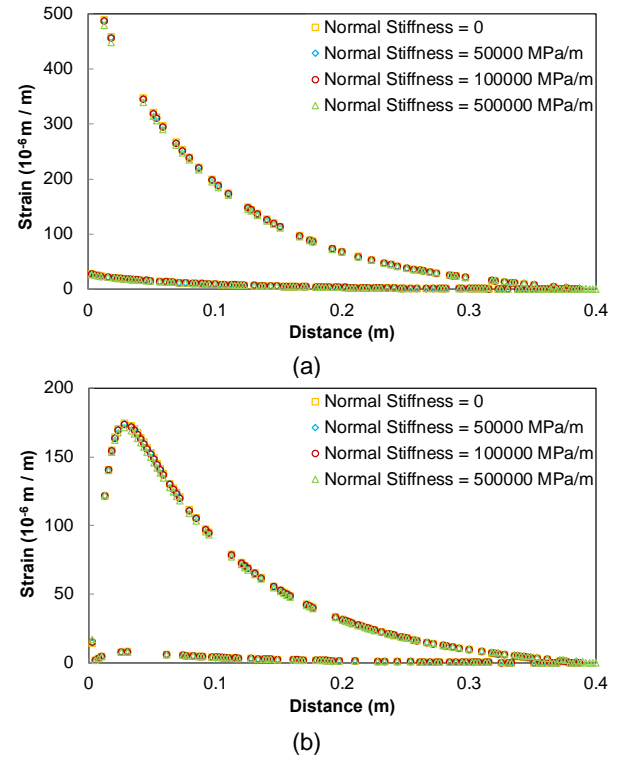 500
400
300
200
100
0
Strain (10⁻⁶ m / m)
Normal Stiffness = 0
Normal Stiffness = 50000 MPa/m
Normal Stiffness = 100000 MPa/m
Normal Stiffness = 500000 MPa/m
0 0.1 0.2 0.3 0.4
Distance (m)
(a)
200
150
100
50
0
Strain (10⁻⁶ m / m)
Normal Stiffness = 0
Normal Stiffness = 50000 MPa/m
Normal Stiffness = 100000 MPa/m
Normal Stiffness = 500000 MPa/m
0 0.1 0.2 0.3 0.4
Distance (m)
(b)